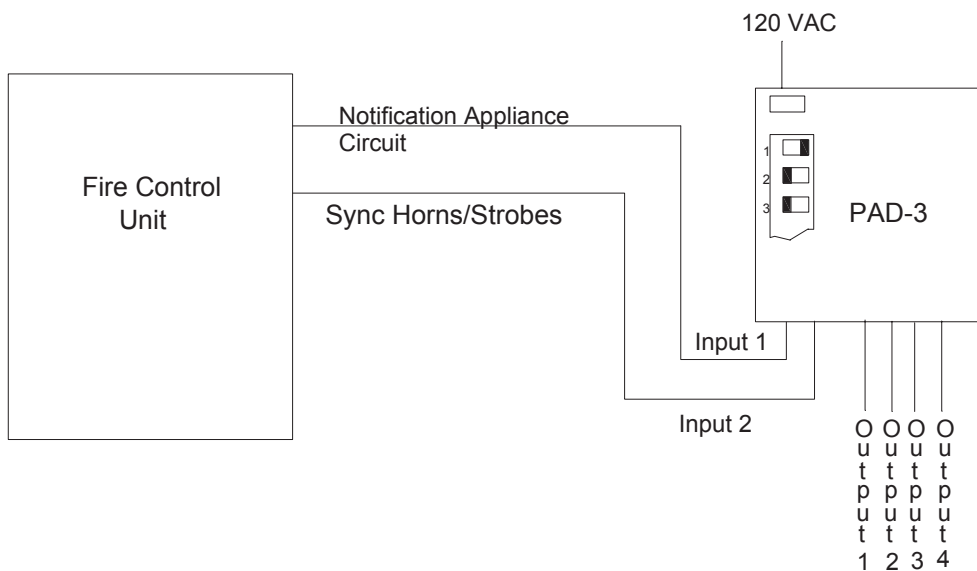 120 VAC
Notification Appliance
Circuit
Fire Control
Unit
Sync Horns/Strobes
1
2
3
PAD-3
Input 1
Input 2
Output 1
Output 2
Output 3
Output 4